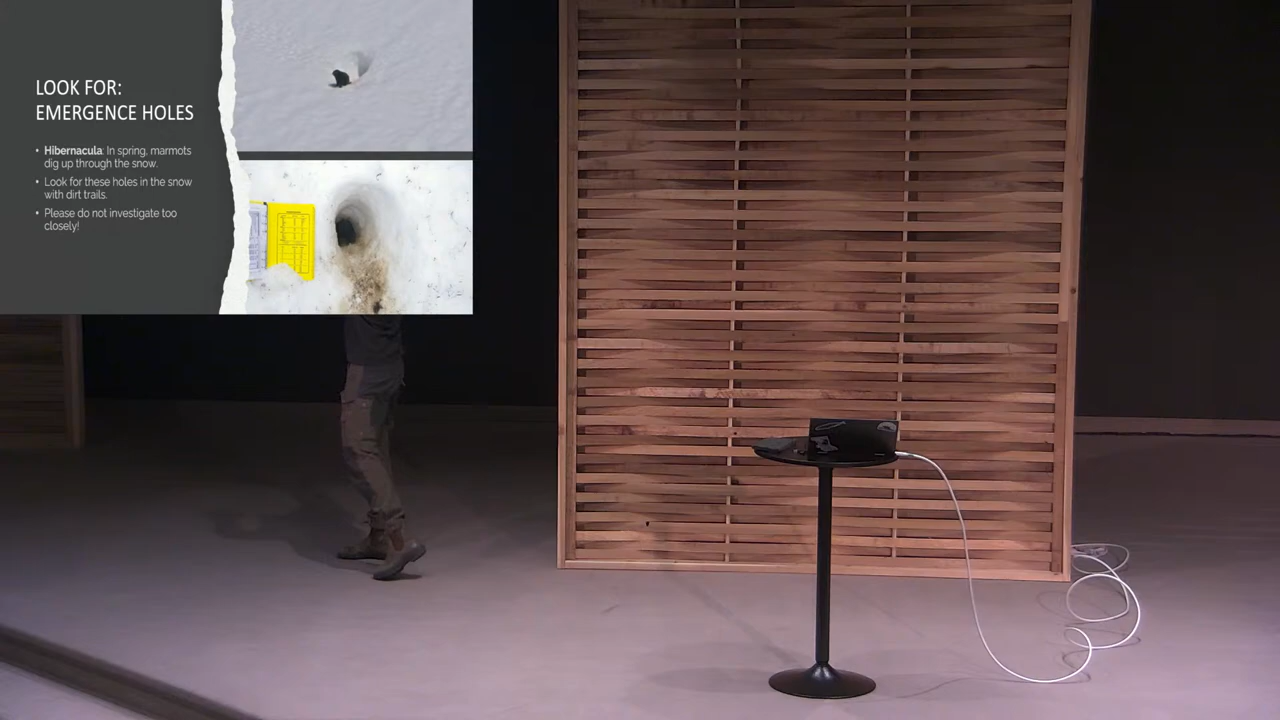 LOOK FOR:
EMERGENCE HOLES
• Hibernacula: In spring, marmots
dig up through the snow.
• Look for these holes in the snow
with dirt trails.
• Please do not investigate too
closely!